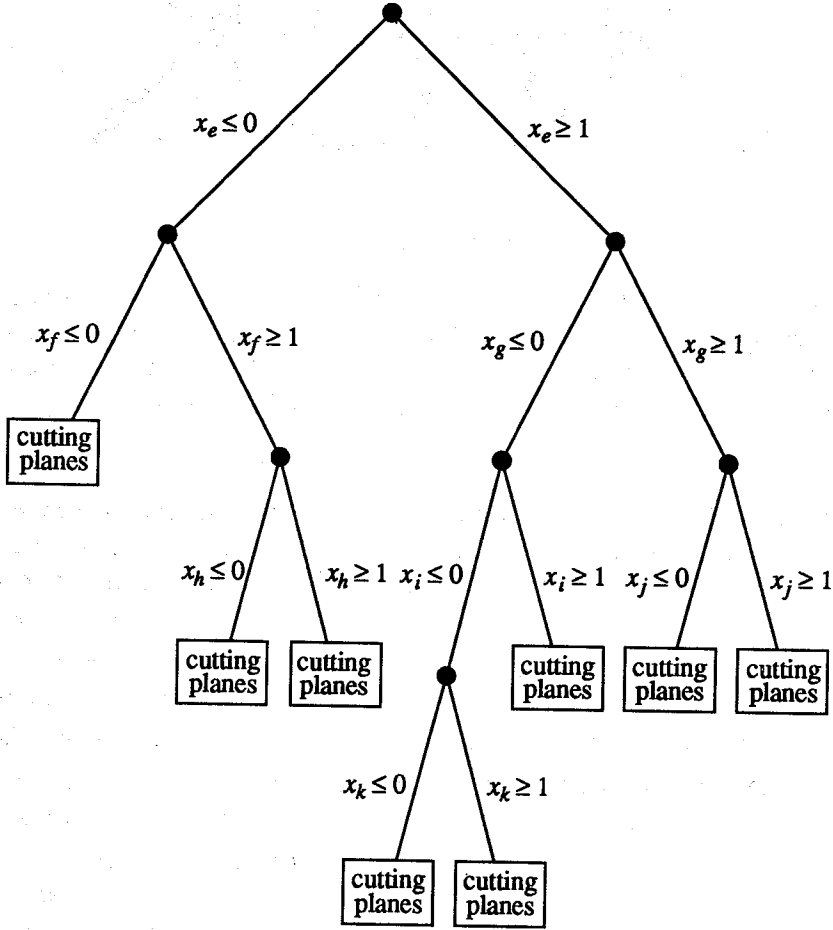 x_e ≤ 0
x_e ≥ 1
x_f ≤ 0
x_f ≥ 1
x_g ≤ 0
x_g ≥ 1
cutting
planes
x_h ≤ 0
x_h ≥ 1
x_i ≤ 0
x_i ≥ 1
x_j ≤ 0
x_j ≥ 1
cutting
planes
cutting
planes
cutting
planes
cutting
planes
cutting
planes
x_k ≤ 0
x_k ≥ 1
cutting
planes
cutting
planes